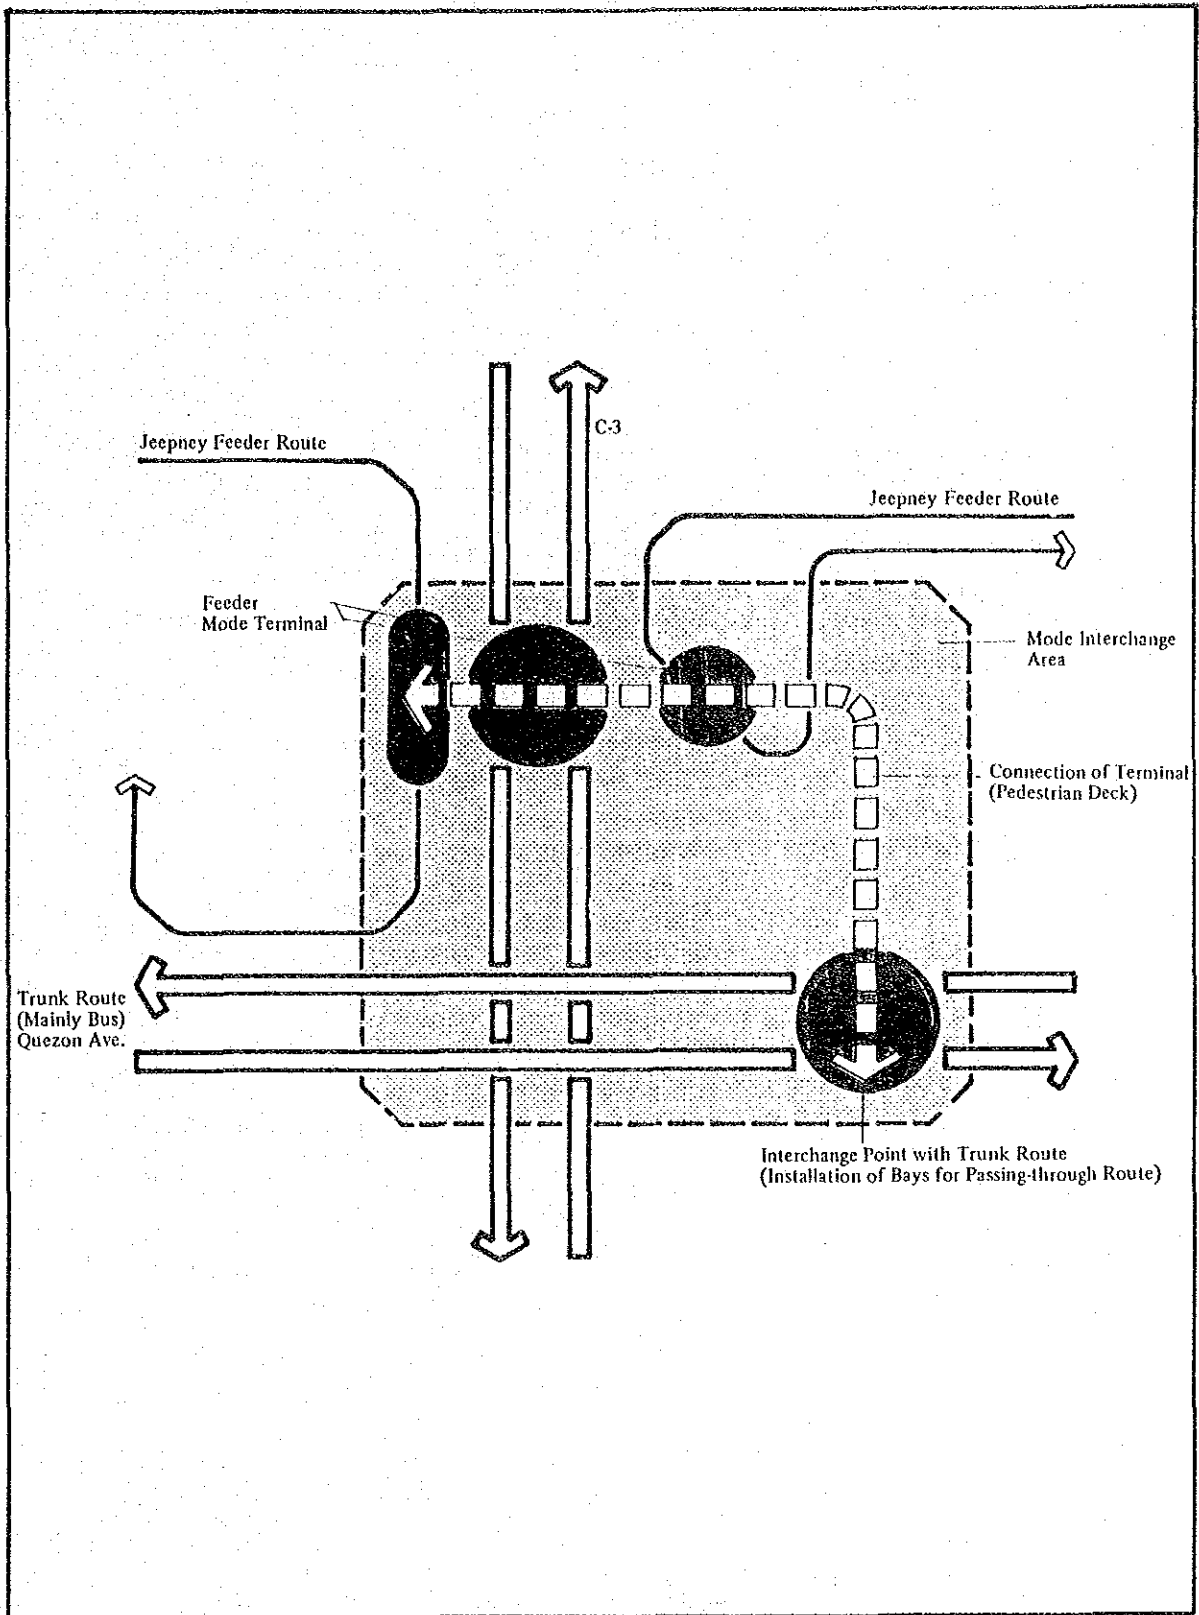 C-3
Jeepney Feeder Route
Jeepney Feeder Route
Feeder
Mode Terminal
Mode Interchange
Area
Connection of Terminal
(Pedestrian Deck)
Trunk Route
(Mainly Bus)
Quezon Ave.
Interchange Point with Trunk Route
(Installation of Bays for Passing-through Route)